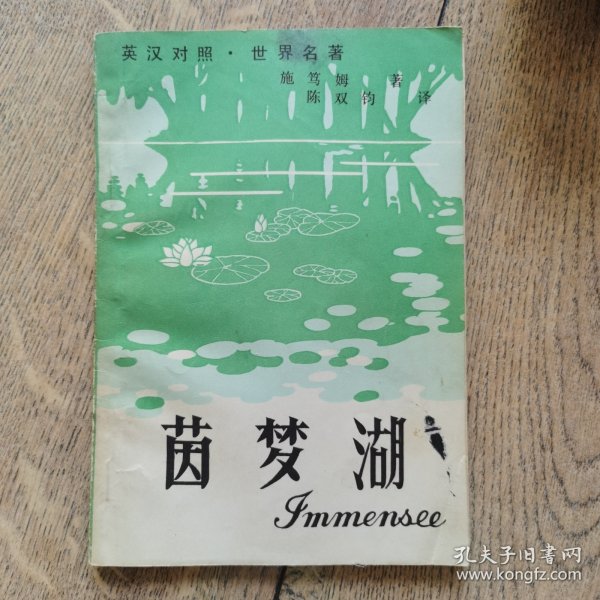 英汉对照·世界名著
施笃姆 著
陈双钧 译
茵梦湖
Immensee
孔夫子旧书网
www.kongfz.com